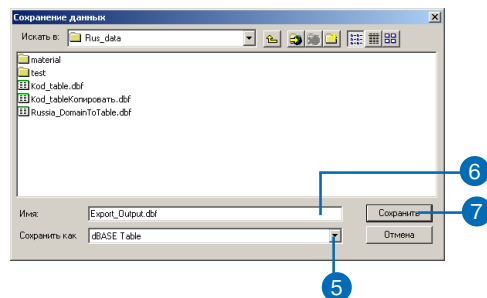 Сохранение данных
Искать в: Rus_data
material
test
Kod_table.dbf
Kod_tableКопировать.dbf
Russia_DomainToTable.dbf
6
Имя: Export_Output.dbf Сохранить 7
Сохранить как dBASE Table Отмена
5